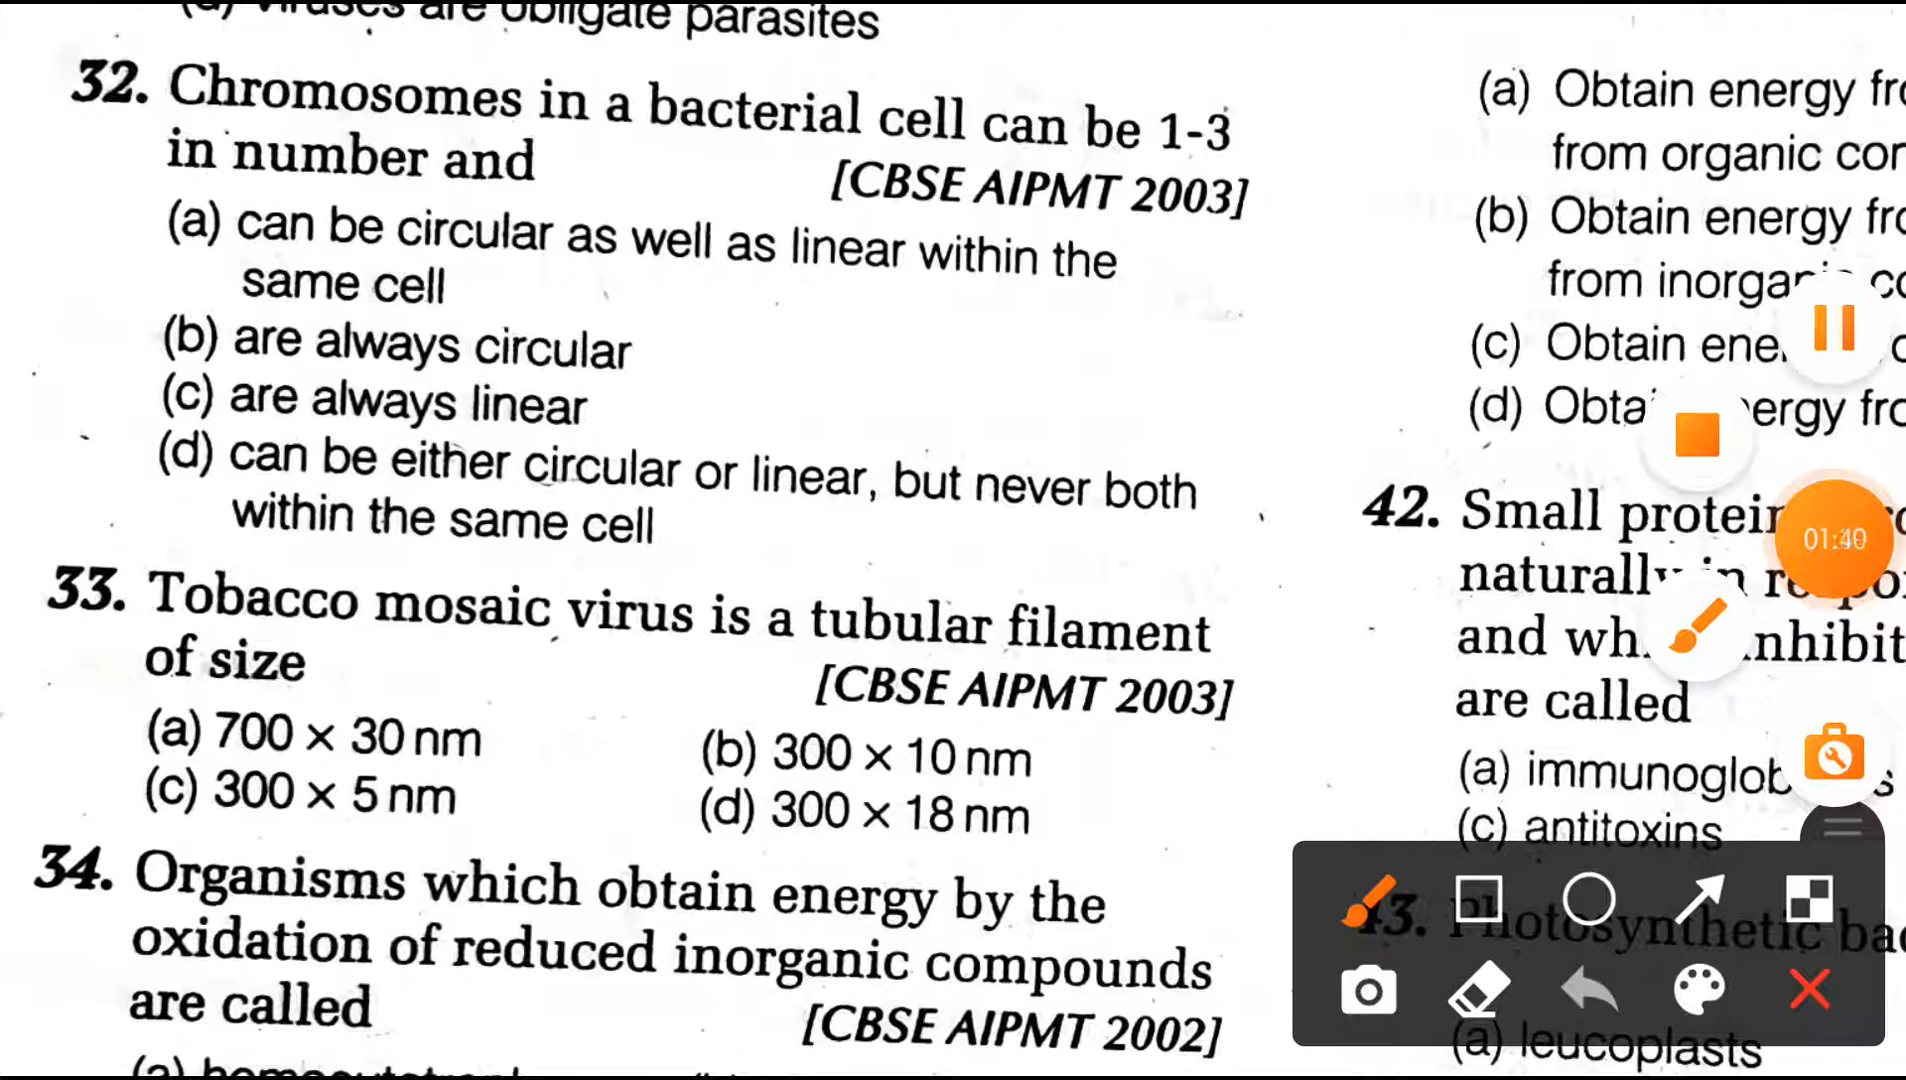 viruses are obligate parasites
32. Chromosomes in a bacterial cell can be 1-3
in number and
[CBSE AIPMT 2003]
(a) can be circular as well as linear within the
same cell
(b) are always circular
(c) are always linear
(d) can be either circular or linear, but never both
within the same cell
33. Tobacco mosaic virus is a tubular filament
of size
[CBSE AIPMT 2003]
(a) 700 × 30 nm
(b) 300 × 10 nm
(c) 300 × 5 nm
(d) 300 × 18 nm
34. Organisms which obtain energy by the
oxidation of reduced inorganic compounds
are called
[CBSE AIPMT 2002]
(a) Obtain energy
from organic
(b) Obtain energy
from
(c) Obtain
(d)
42. Small
and
are called
(a)
(c) antitoxins
43. Photosynthetic
(a) leucoplasts
01:40